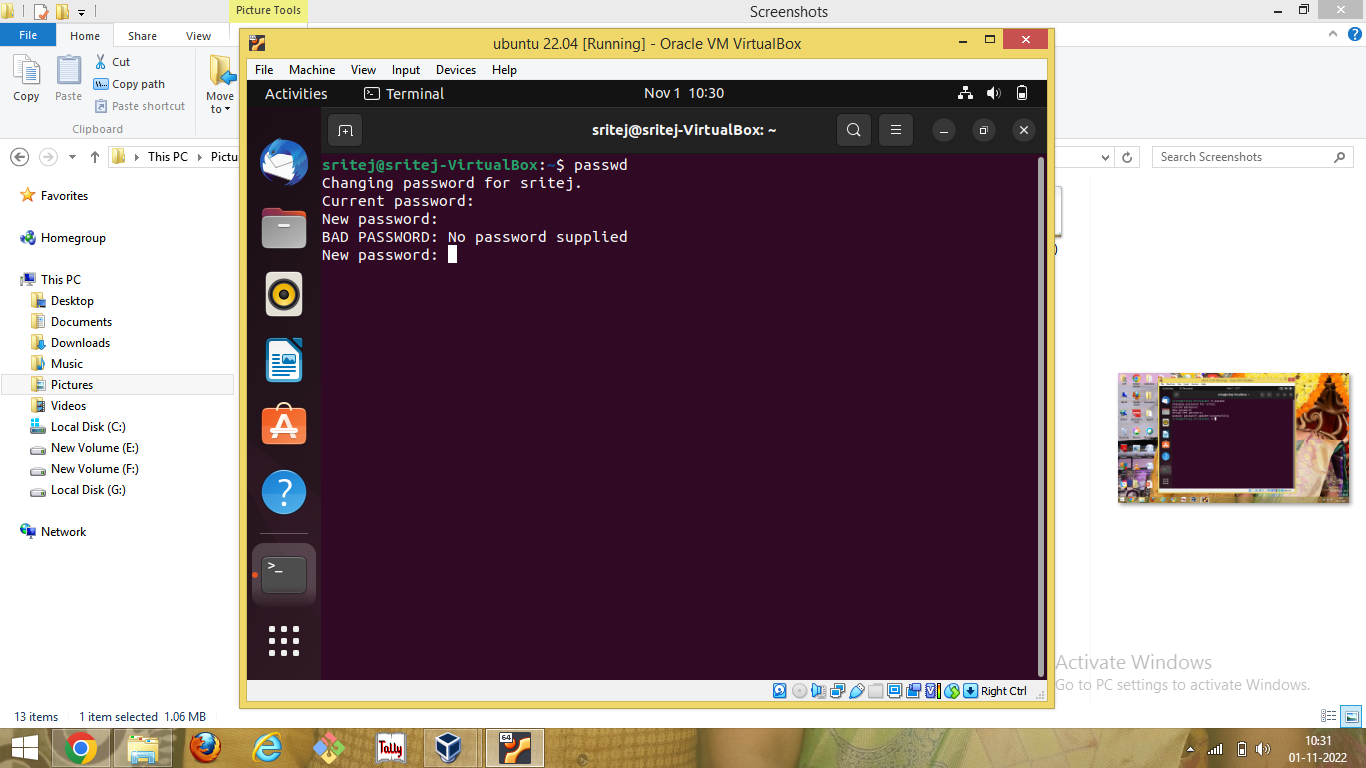 Picture Tools
Screenshots
File
Home
Share
View
Copy
Paste
Cut
Copy path
Paste shortcut
Move
to
Clipboard
This PC
Search Screenshots
Favorites
Homegroup
This PC
Desktop
Documents
Downloads
Music
Pictures
Videos
Local Disk (C:)
New Volume (E:)
New Volume (F:)
Local Disk (G:)
Network
13 items
1 item selected 1.06 MB
ubuntu 22.04 [Running] - Oracle VM VirtualBox
File Machine View Input Devices Help
Activities
Terminal
Nov 1 10:30
sritej@sritej-VirtualBox: ~
sritej@sritej-VirtualBox:~$ passwd
Changing password for sritej.
Current password:
New password:
BAD PASSWORD: No password supplied
New password:
Right Ctrl
Activate Windows
Go to PC settings to activate Windows.
Tally
64
10:31
01-11-2022